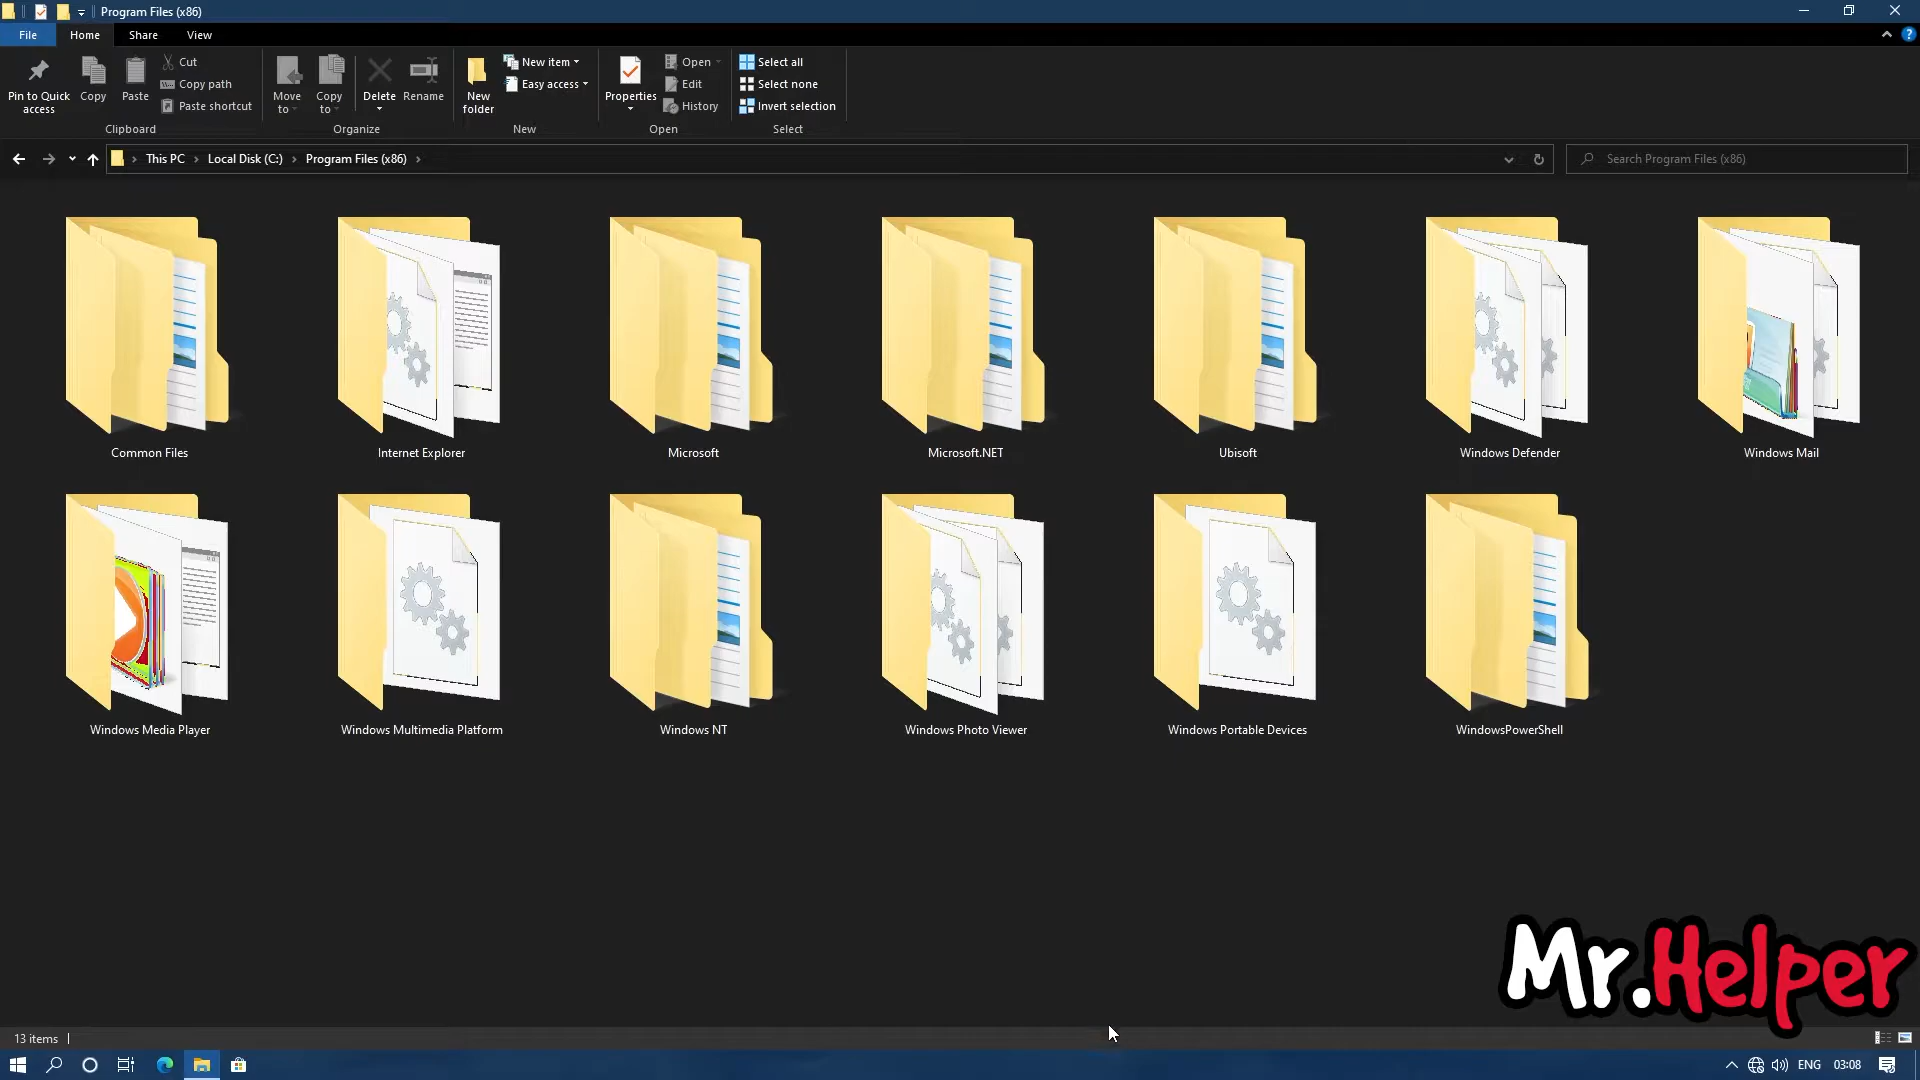 Program Files (x86)
File Home Share View
Pin to Quick access
Copy
Paste
Cut
Copy path
Paste shortcut
Clipboard
Move to
Copy to
Delete
Rename
Organize
New folder
New item
Easy access
New
Properties
Open
Edit
History
Open
Select all
Select none
Invert selection
Select
This PC Local Disk (C:) Program Files (x86)
Search Program Files (x86)
Common Files
Internet Explorer
Microsoft
Microsoft.NET
Ubisoft
Windows Defender
Windows Mail
Windows Media Player
Windows Multimedia Platform
Windows NT
Windows Photo Viewer
Windows Portable Devices
WindowsPowerShell
Mr.Helper
13 items
ENG 03:08